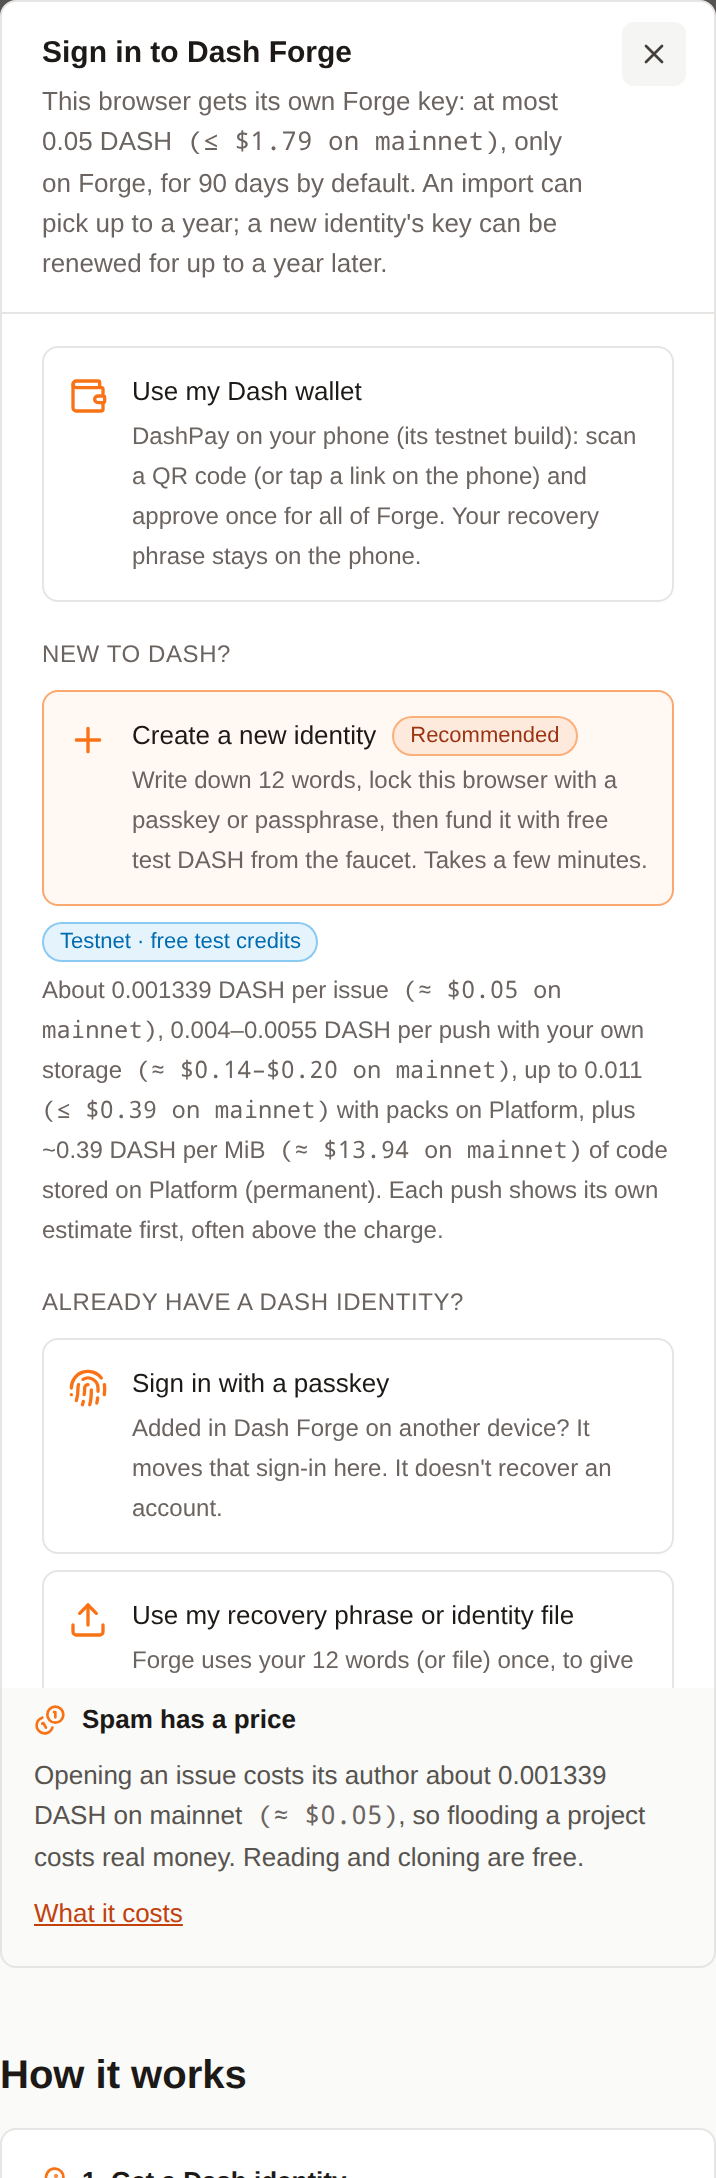 Sign in to Dash Forge
This browser gets its own Forge key: at most
0.05 DASH (≤ $1.79 on mainnet), only
on Forge, for 90 days by default. An import can
pick up to a year; a new identity's key can be
renewed for up to a year later.
Use my Dash wallet
DashPay on your phone (its testnet build): scan
a QR code (or tap a link on the phone) and
approve once for all of Forge. Your recovery
phrase stays on the phone.
NEW TO DASH?
Create a new identity Recommended
Write down 12 words, lock this browser with a
passkey or passphrase, then fund it with free
test DASH from the faucet. Takes a few minutes.
Testnet · free test credits
About 0.001339 DASH per issue (≈ $0.05 on
mainnet), 0.004–0.0055 DASH per push with your own
storage (≈ $0.14–$0.20 on mainnet), up to 0.011
(≤ $0.39 on mainnet) with packs on Platform, plus
~0.39 DASH per MiB (≈ $13.94 on mainnet) of code
stored on Platform (permanent). Each push shows its own
estimate first, often above the charge.
ALREADY HAVE A DASH IDENTITY?
Sign in with a passkey
Added in Dash Forge on another device? It
moves that sign-in here. It doesn't recover an
account.
Use my recovery phrase or identity file
Forge uses your 12 words (or file) once, to give
Spam has a price
Opening an issue costs its author about 0.001339
DASH on mainnet (≈ $0.05), so flooding a project
costs real money. Reading and cloning are free.
What it costs
How it works
1. Get a Dash identity